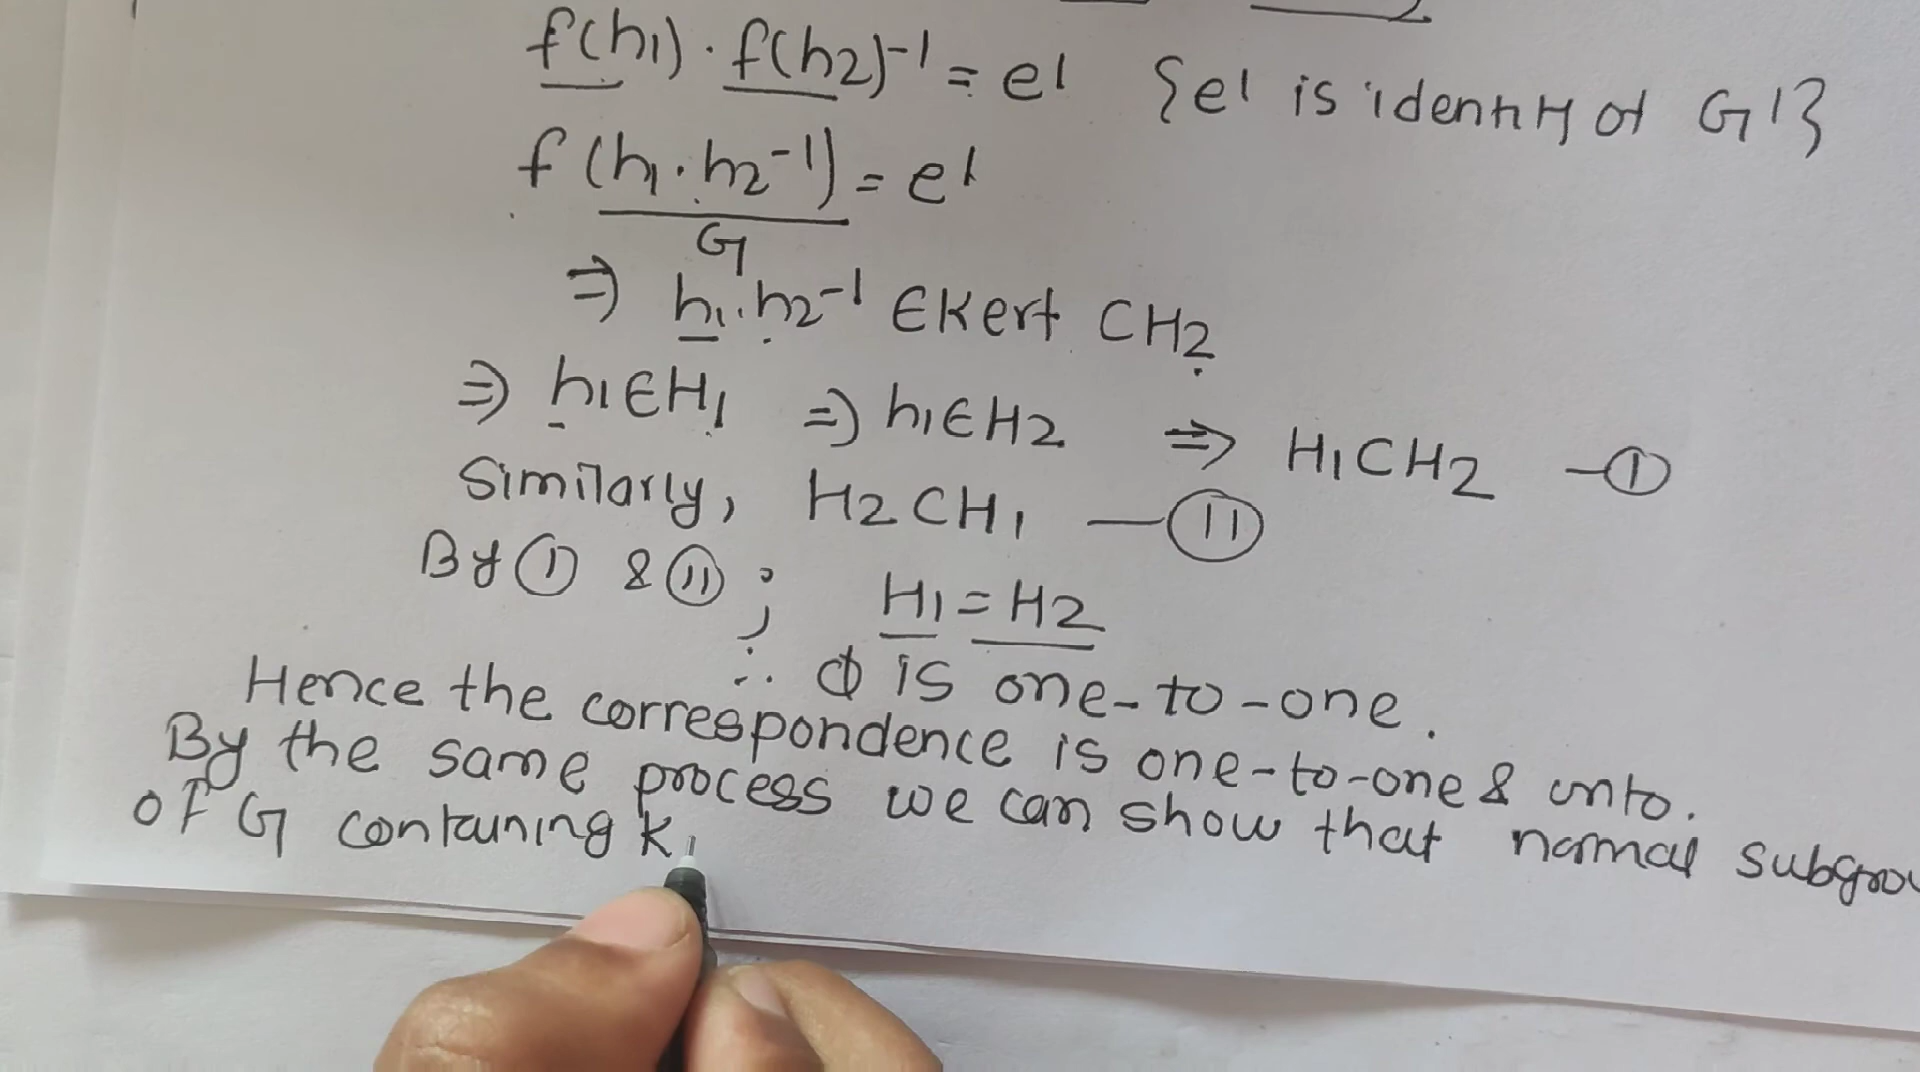 f(h1) · f(h2)-1 = e' {e' is identity of G'}
f (h1 · h2-1) = e'
G
⇒ h1 · h2-1 ∈ Kerf ⊂ H2
⇒ h1 ∈ H1 ⇒ h1 ∈ H2 ⇒ H1 ⊂ H2 — (I)
Similarly, H2 ⊂ H1 — (II)
By (I) & (II) ; H1 = H2
∴ ϕ is one-to-one.
Hence the correspondence is one-to-one & onto.
By the same process we can show that normal subgrou
of G containing K